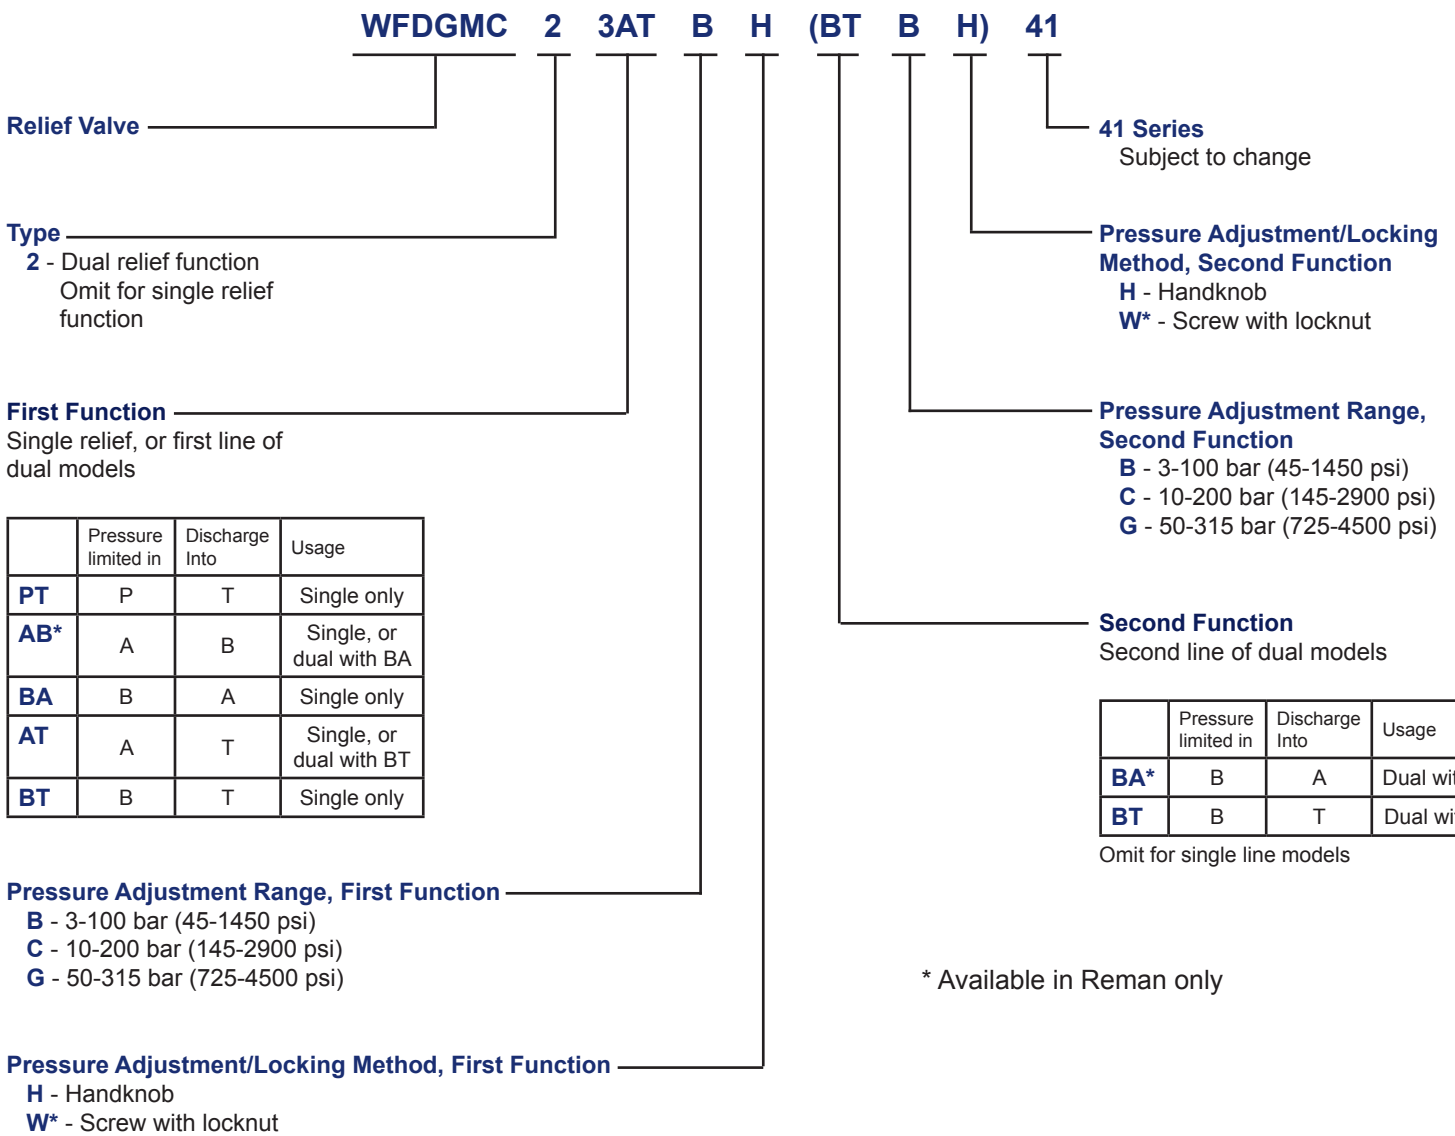 WFDGMC 2 3AT B H (BT B H) 41
Relief Valve
Type
2 - Dual relief function
Omit for single relief
function
First Function
Single relief, or first line of
dual models
Pressure limited in Discharge Into Usage
PT P T Single only
AB* A B Single, or dual with BA
BA B A Single only
AT A T Single, or dual with BT
BT B T Single only
Pressure Adjustment Range, First Function
B - 3-100 bar (45-1450 psi)
C - 10-200 bar (145-2900 psi)
G - 50-315 bar (725-4500 psi)
Pressure Adjustment/Locking Method, First Function
H - Handknob
W* - Screw with locknut
41 Series
Subject to change
Pressure Adjustment/Locking
Method, Second Function
H - Handknob
W* - Screw with locknut
Pressure Adjustment Range,
Second Function
B - 3-100 bar (45-1450 psi)
C - 10-200 bar (145-2900 psi)
G - 50-315 bar (725-4500 psi)
Second Function
Second line of dual models
Pressure limited in Discharge Into Usage
BA* B A Dual
BT B T Dual
Omit for single line models
* Available in Reman only